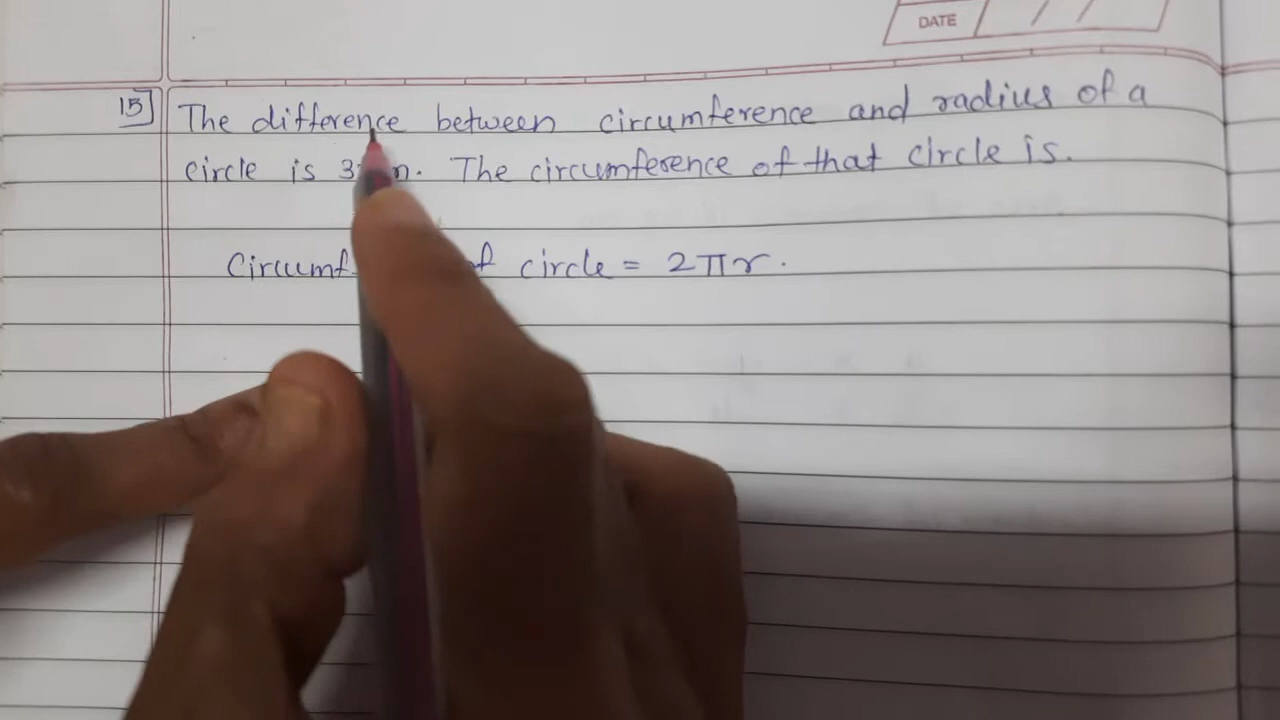 DATE / /
15] The difference between circumference and radius of a
circle is The circumference of that circle is.
of circle = 2πr.